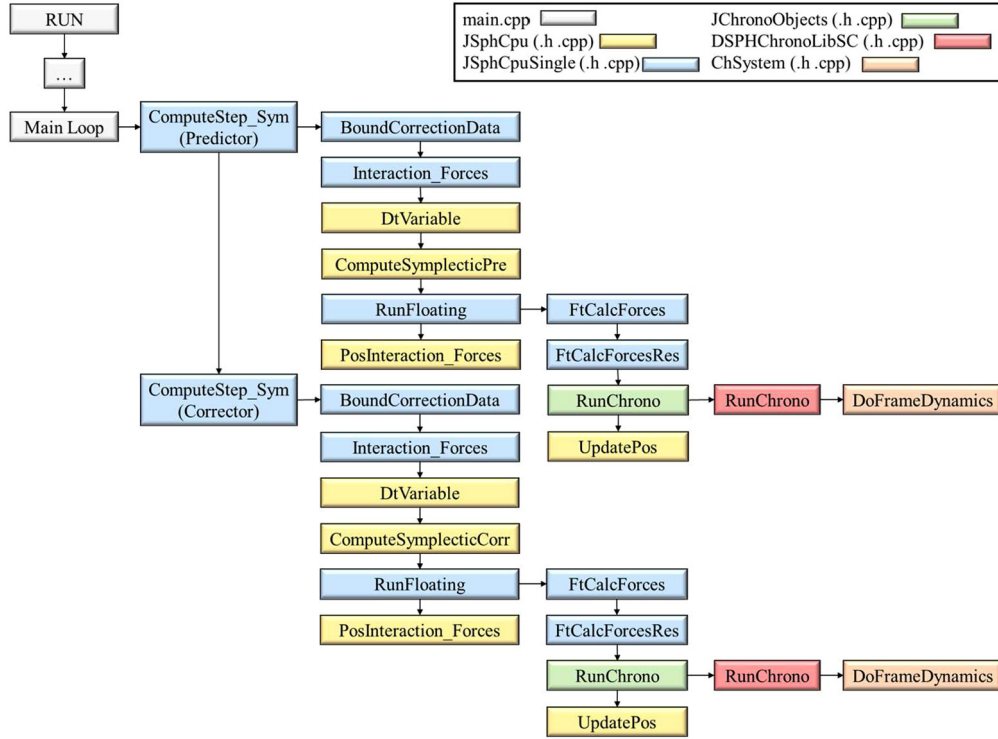 RUN
...
Main Loop
main.cpp
JSphCpu (.h .cpp)
JSphCpuSingle (.h .cpp)
JChronoObjects (.h .cpp)
DSPHChronoLibSC (.h .cpp)
ChSystem (.h .cpp)
ComputeStep_Sym
(Predictor)
BoundCorrectionData
Interaction_Forces
DtVariable
ComputeSymplecticPre
RunFloating
PosInteraction_Forces
FtCalcForces
FtCalcForcesRes
RunChrono
RunChrono
DoFrameDynamics
UpdatePos
ComputeStep_Sym
(Corrector)
BoundCorrectionData
Interaction_Forces
DtVariable
ComputeSymplecticCorr
RunFloating
PosInteraction_Forces
FtCalcForces
FtCalcForcesRes
RunChrono
RunChrono
DoFrameDynamics
UpdatePos